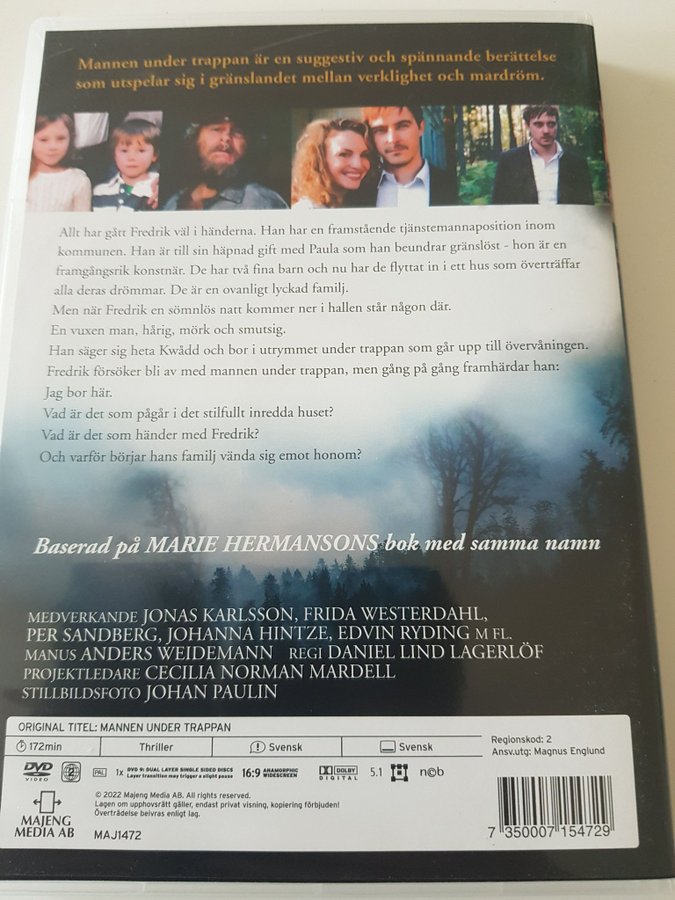 Mannen under trappan är en suggestiv och spännande berättelse
som utspelar sig i gränslandet mellan verklighet och mardröm.
Allt har gått Fredrik väl i händerna. Han har en framstående tjänstemannaposition inom
kommunen. Han är till sin häpnad gift med Paula som han beundrar gränslöst - hon är en
framgångsrik konstnär. De har två fina barn och nu har de flyttat in i ett hus som överträffar
alla deras drömmar. De är en ovanligt lyckad familj.
Men när Fredrik en sömnlös natt kommer ner i hallen står någon där.
En vuxen man, hårig, mörk och smutsig.
Han säger sig heta Kwådd och bor i utrymmet under trappan som går upp till övervåningen.
Fredrik försöker bli av med mannen under trappan, men gång på gång framhärdar han:
Jag bor här.
Vad är det som pågår i det stilfullt inredda huset?
Vad är det som händer med Fredrik?
Och varför börjar hans familj vända sig emot honom?
Baserad på MARIE HERMANSONS bok med samma namn
MEDVERKANDE JONAS KARLSSON, FRIDA WESTERDAHL,
PER SANDBERG, JOHANNA HINTZE, EDVIN RYDING M FL.
MANUS ANDERS WEIDEMANN REGI DANIEL LIND LAGERLÖF
PROJEKTLEDARE CECILIA NORMAN MARDELL
STILLBILDSFOTO JOHAN PAULIN
ORIGINAL TITEL: MANNEN UNDER TRAPPAN
172min Thriller Svensk Svensk
Regionskod: 2
Ansv.utg: Magnus Englund
DVD VIDEO 2 PAL 1x DVD 9: DUAL LAYER SINGLE SIDED DISCS
Layer transition may trigger a slight pause
16:9 ANAMORPHIC WIDESCREEN DOLBY DIGITAL 5.1 ncb
© 2022 Majeng Media AB. All rights reserved.
Lagen om upphovsrätt gäller, endast privat visning, kopiering förbjuden!
Överträdelse beivras enligt lag.
MAJENG
MEDIA AB
MAJ1472
7 350007 154729